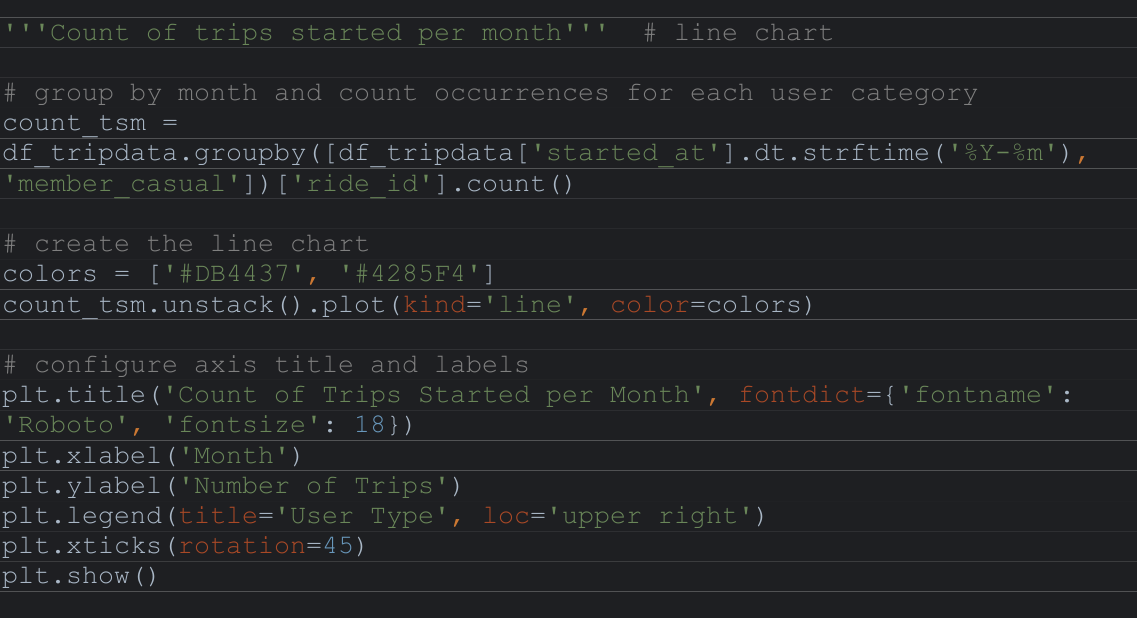 '''Count of trips started per month'''  # line chart
# group by month and count occurrences for each user category
count_tsm =
df_tripdata.groupby([df_tripdata['started_at'].dt.strftime('%Y-%m'),
'member_casual'])['ride_id'].count()
# create the line chart
colors = ['#DB4437', '#4285F4']
count_tsm.unstack().plot(kind='line', color=colors)
# configure axis title and labels
plt.title('Count of Trips Started per Month', fontdict={'fontname':
'Roboto', 'fontsize': 18})
plt.xlabel('Month')
plt.ylabel('Number of Trips')
plt.legend(title='User Type', loc='upper right')
plt.xticks(rotation=45)
plt.show()